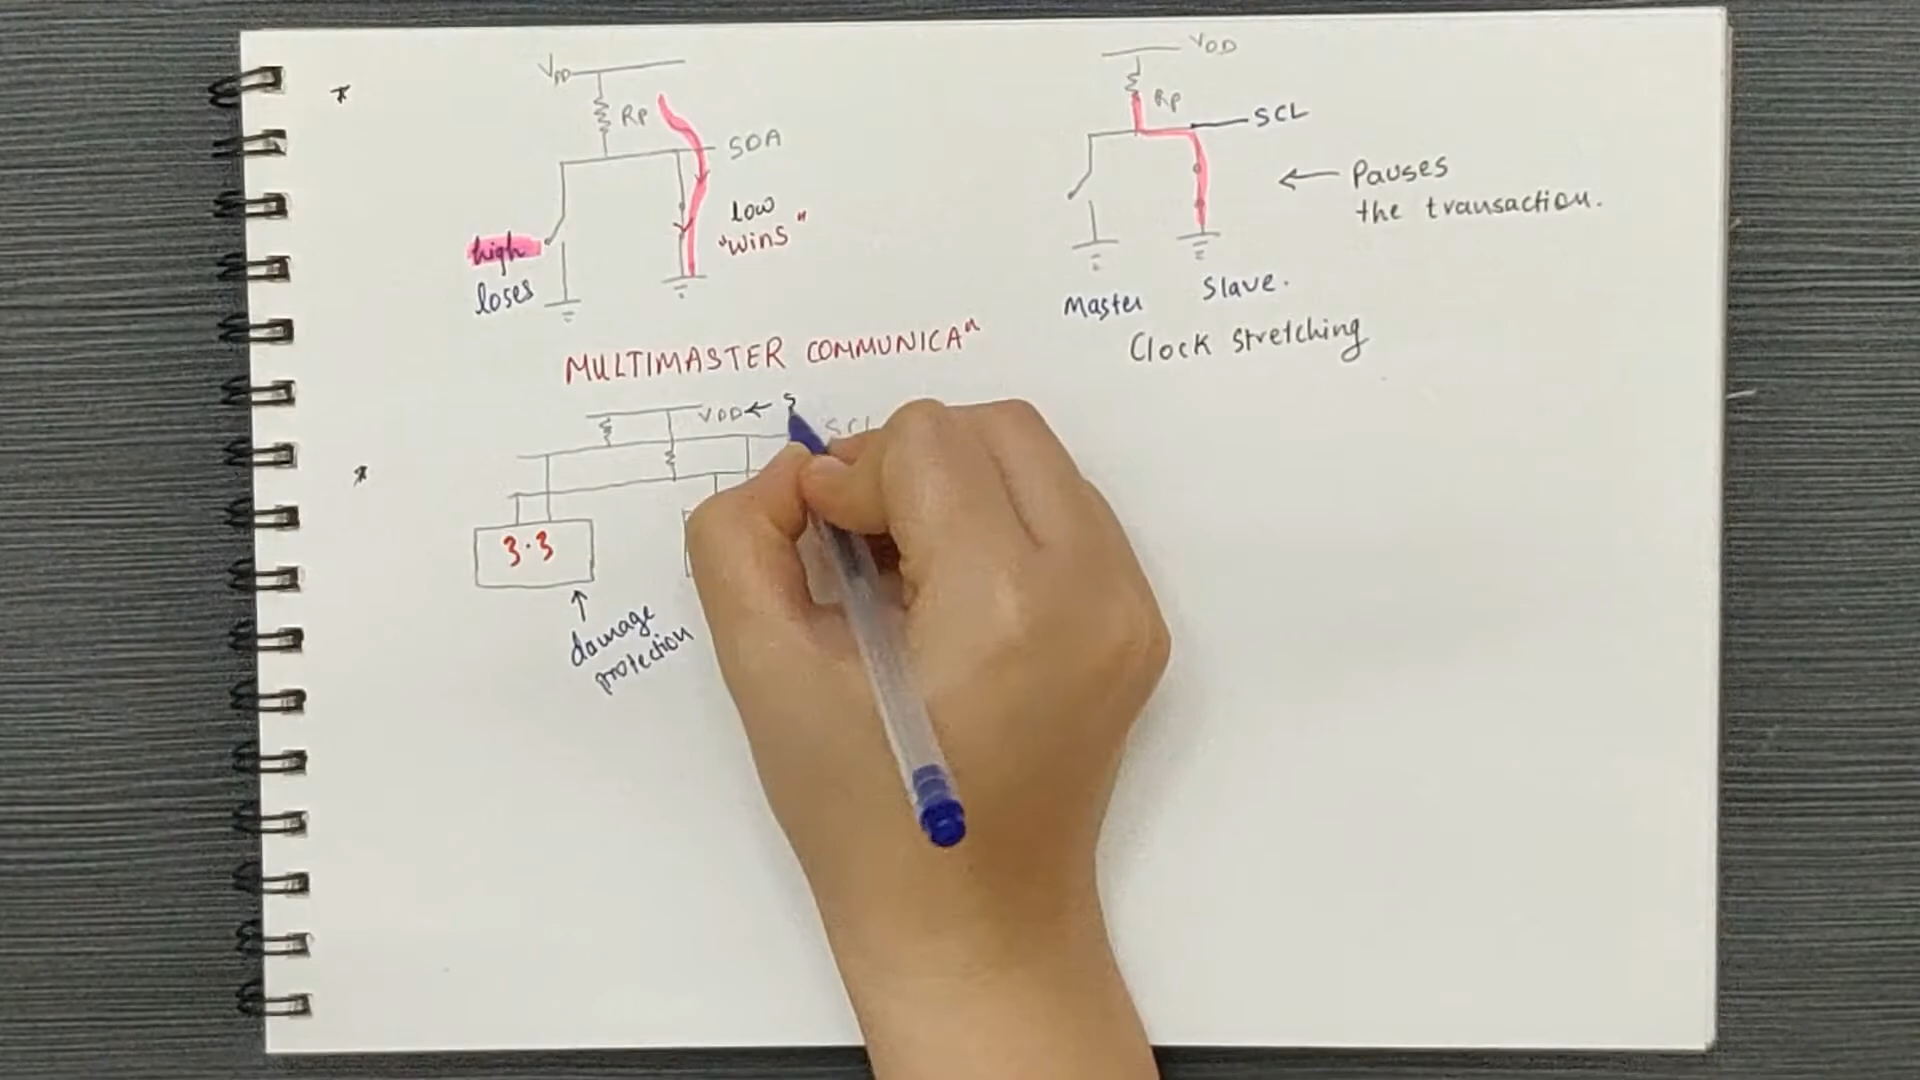 *
VDD
Rp
SDA
high
loses
low
"wins"
MULTIMASTER COMMUNICAⁿ
VDD
Rp
SCL
← Pauses
the transaction.
Master
Slave.
Clock Stretching
*
VDD ←
SCL
3.3
↑
damage
protection